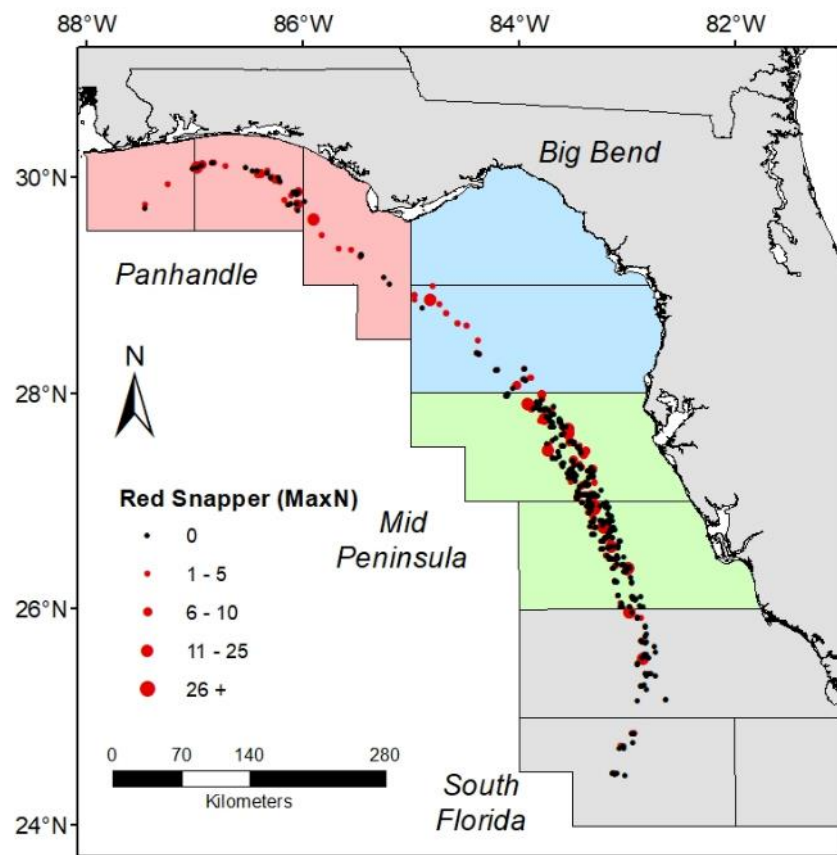 88°W 86°W 84°W 82°W
Big Bend
30°N
Panhandle
N
28°N
Red Snapper (MaxN)
0
Mid
Peninsula
1 - 5
6 - 10
26°N
11 - 25
26 +
0 70 140 280
Kilometers
South
Florida
24°N